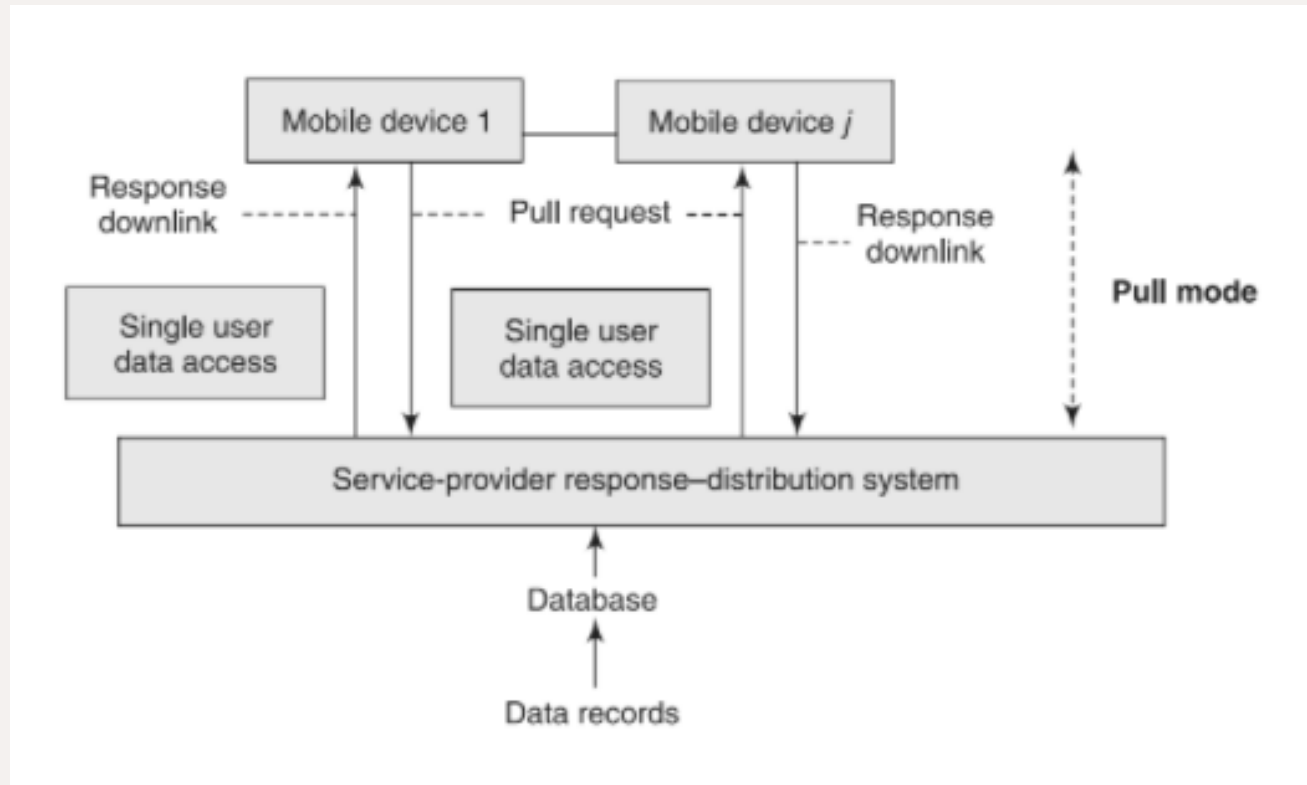 Mobile device 1
Mobile device j
Response
downlink
Pull request
Response
downlink
Pull mode
Single user
data access
Single user
data access
Service-provider response–distribution system
Database
Data records